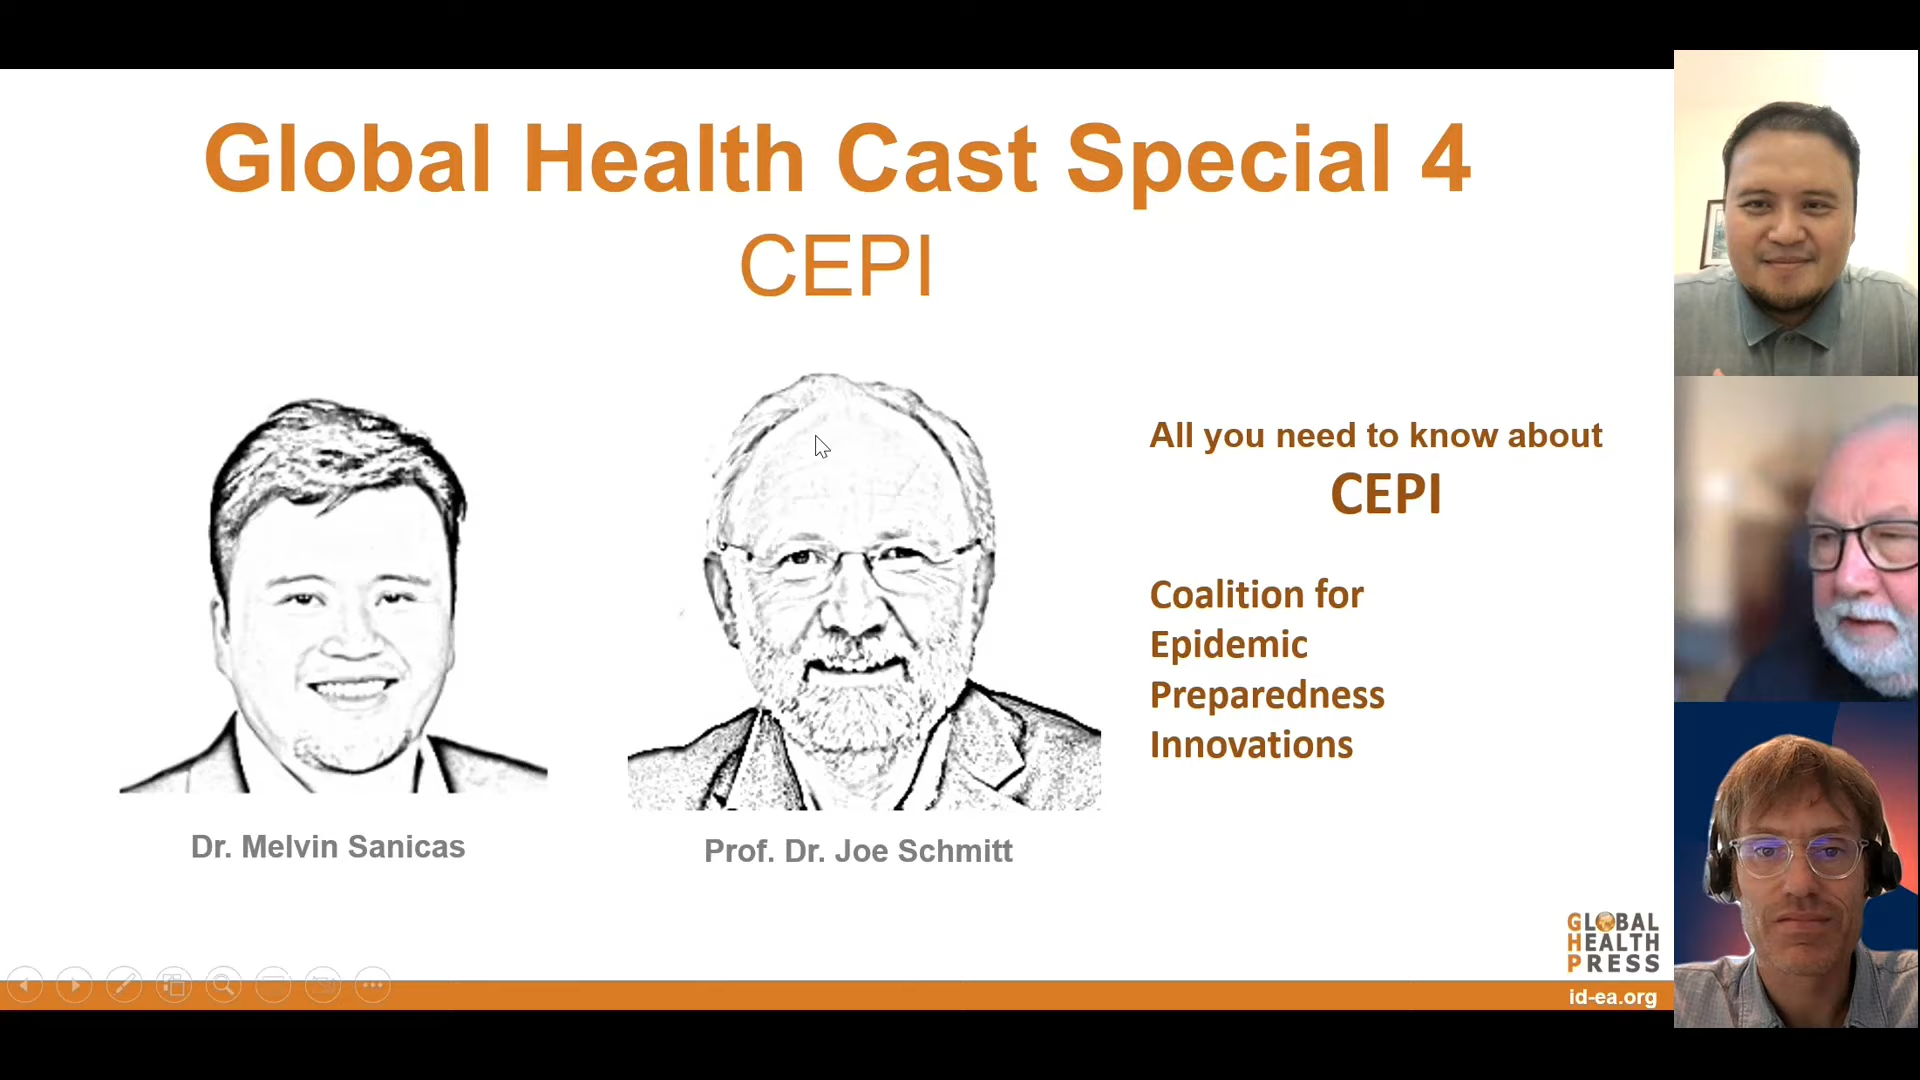 Global Health Cast Special 4
CEPI
All you need to know about
CEPI
Coalition for
Epidemic
Preparedness
Innovations
Dr. Melvin Sanicas
Prof. Dr. Joe Schmitt
GLOBAL
HEALTH
PRESS
id-ea.org